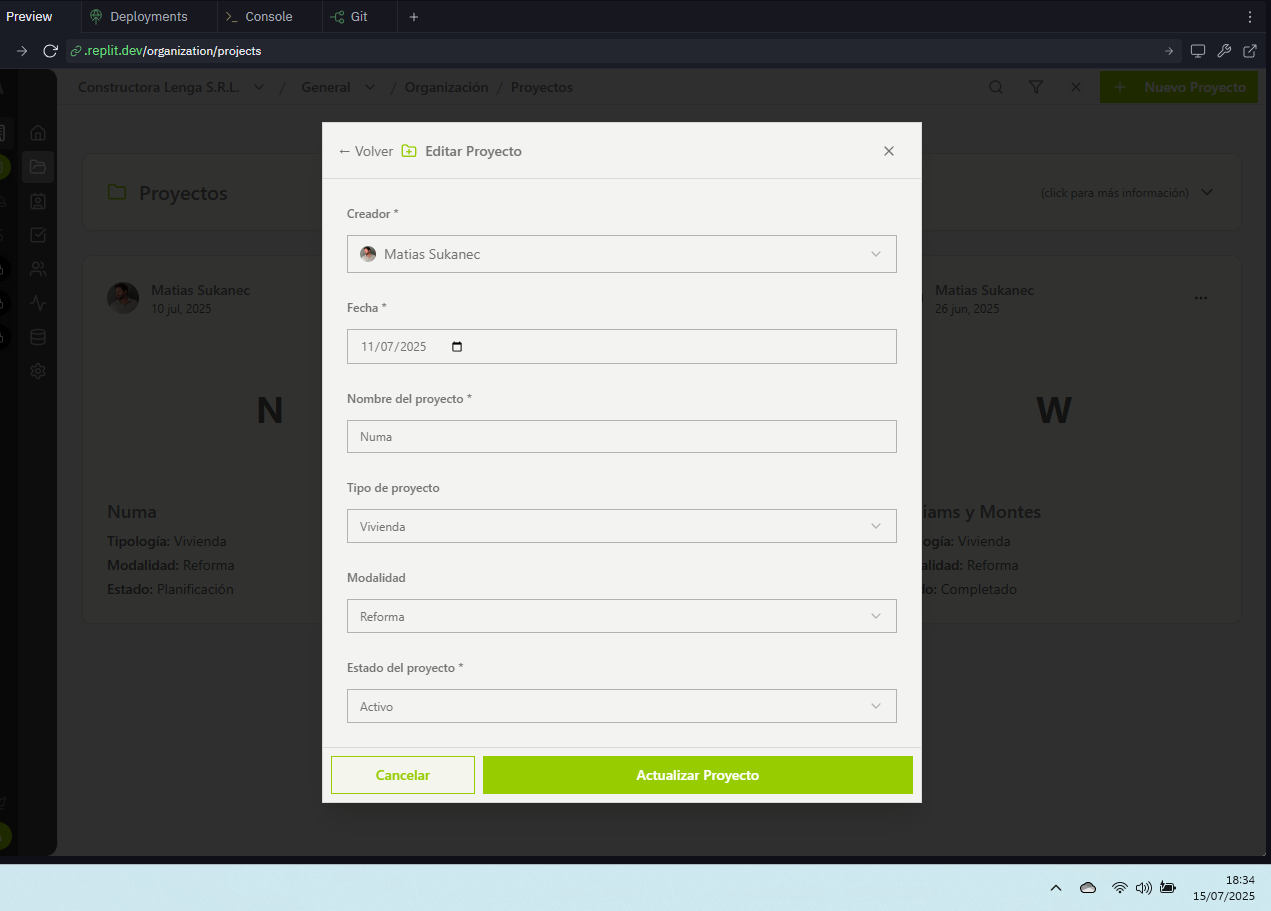 Preview
Deployments
Console
Git
.replit.dev/organization/projects
Constructora Lenga S.R.L. / General / Organización / Proyectos
Nuevo Proyecto
← Volver Editar Proyecto
Proyectos
(click para más información)
Creador *
Matias Sukanec
Matias Sukanec
10 jul, 2025
Matias Sukanec
26 jun, 2025
Fecha *
11/07/2025
N
W
Nombre del proyecto *
Numa
Tipo de proyecto
Vivienda
Numa
Tipología: Vivienda
Modalidad: Reforma
Estado: Planificación
iams y Montes
ogía: Vivienda
alidad: Reforma
do: Completado
Modalidad
Reforma
Estado del proyecto *
Activo
Cancelar
Actualizar Proyecto
18:34
15/07/2025